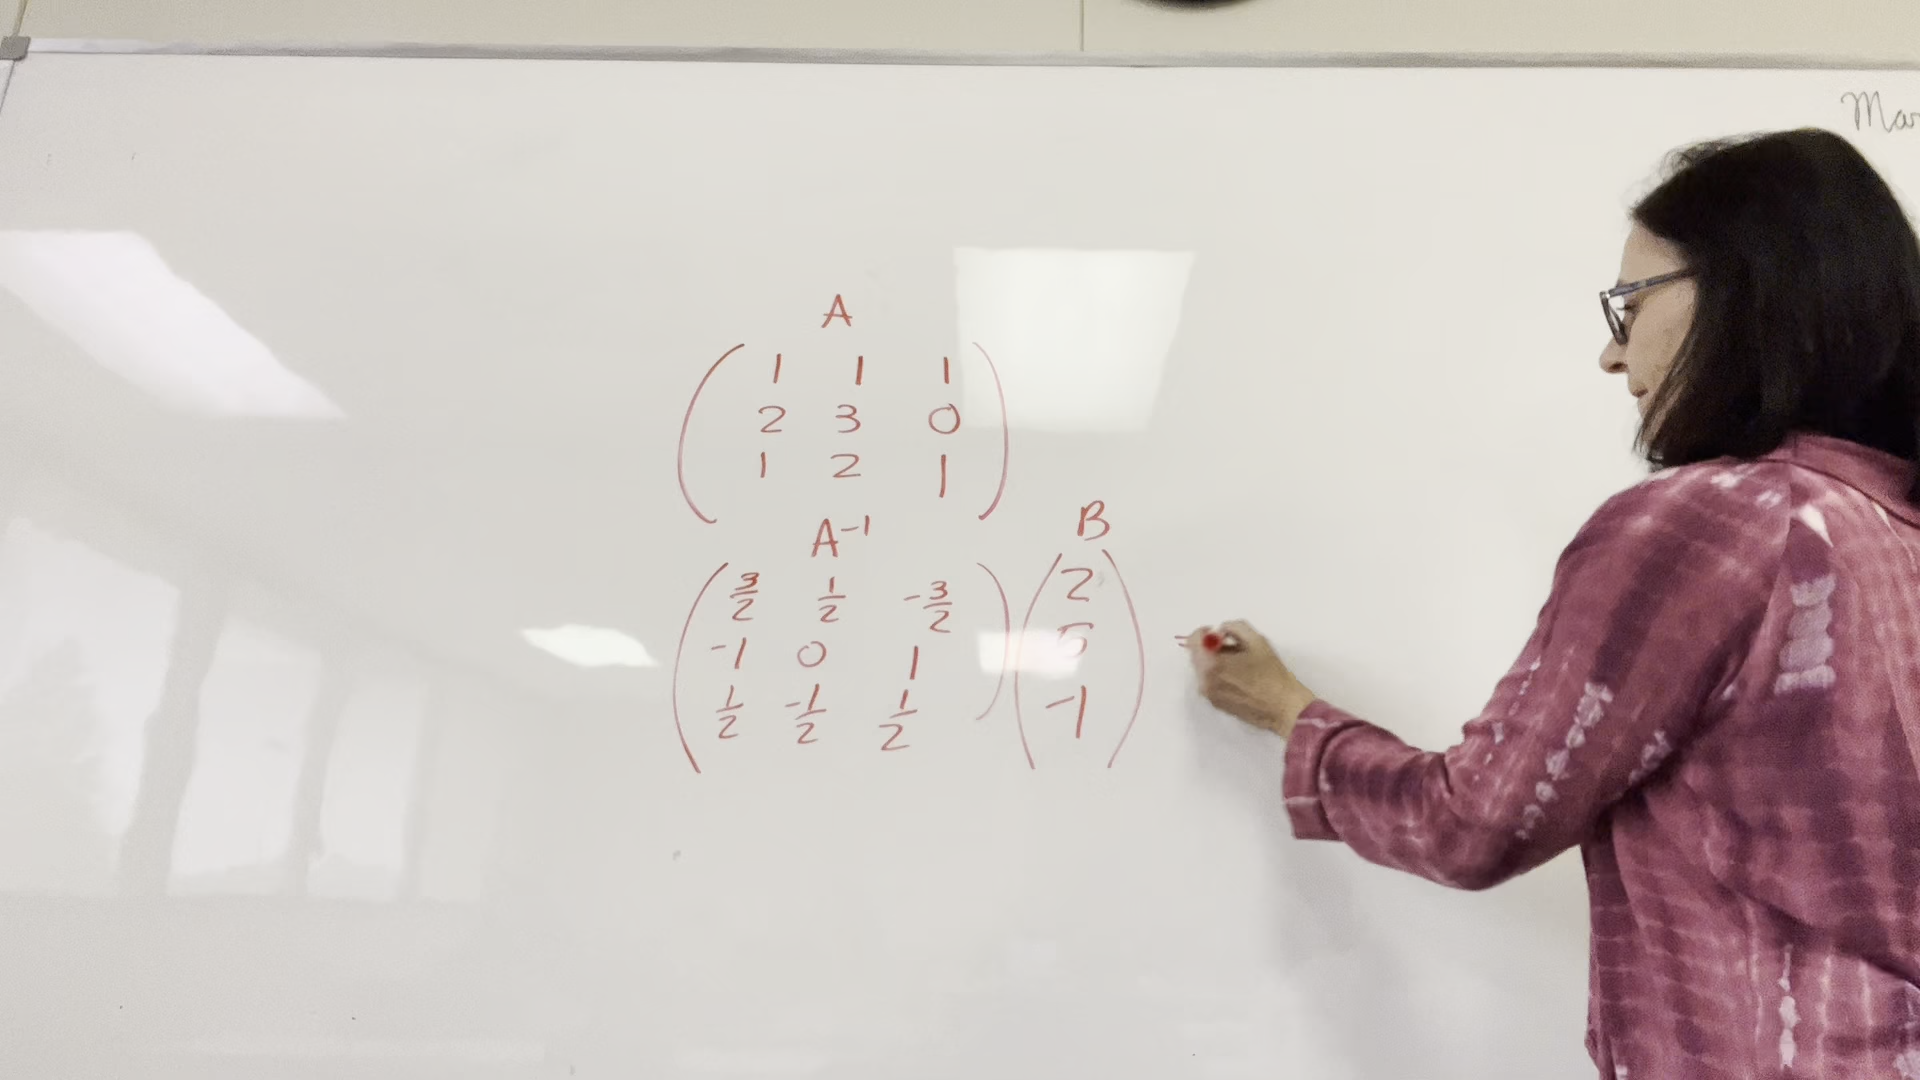 A
1 1 1
2 3 0
1 2 1
A⁻¹ B
3/2 1/2 -3/2 2
-1 0 1 5
1/2 -1/2 1/2 -1
=